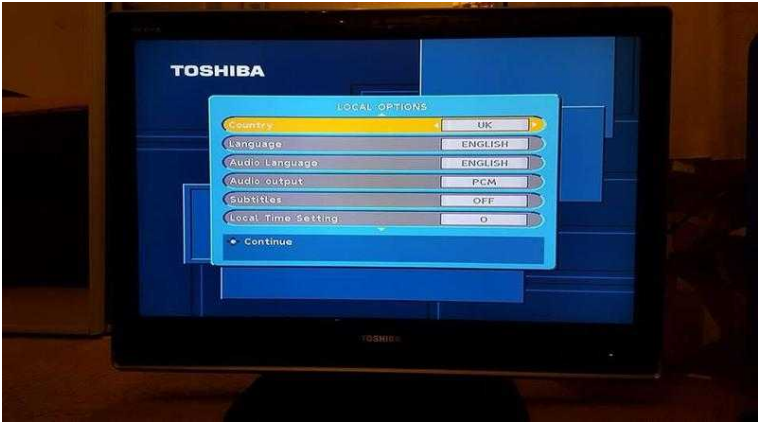 TOSHIBA
LOCAL OPTIONS
Country UK
Language ENGLISH
Audio Language ENGLISH
Audio output PCM
Subtitles OFF
Local Time Setting 0
Continue
TOSHIBA